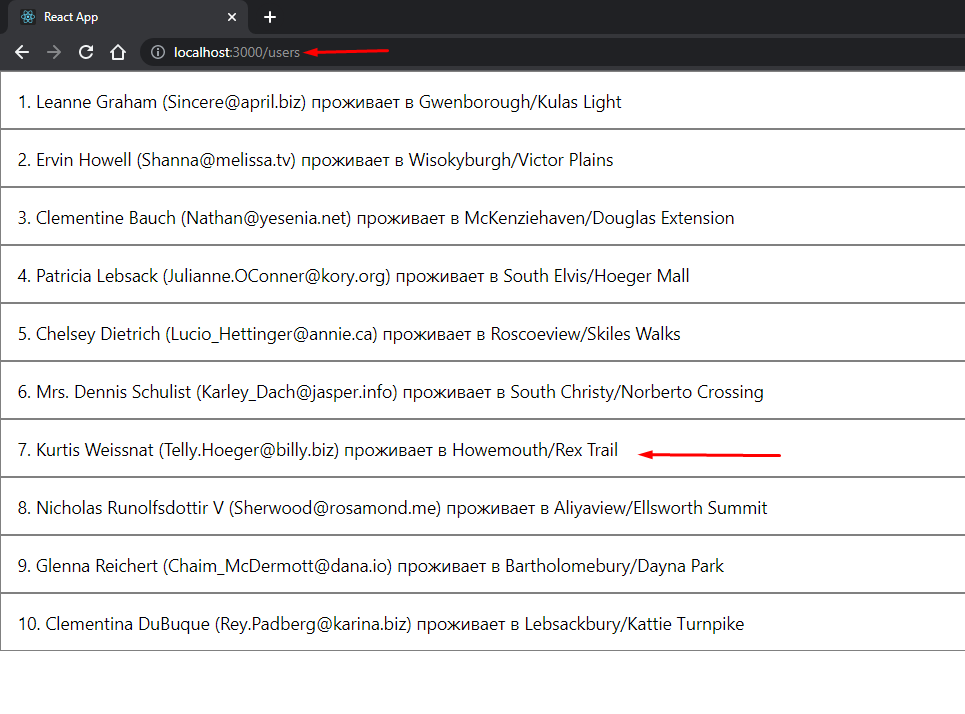 React App
localhost:3000/users
1. Leanne Graham (Sincere@april.biz) проживает в Gwenborough/Kulas Light
2. Ervin Howell (Shanna@melissa.tv) проживает в Wisokyburgh/Victor Plains
3. Clementine Bauch (Nathan@yesenia.net) проживает в McKenziehaven/Douglas Extension
4. Patricia Lebsack (Julianne.OConner@kory.org) проживает в South Elvis/Hoeger Mall
5. Chelsey Dietrich (Lucio_Hettinger@annie.ca) проживает в Roscoeview/Skiles Walks
6. Mrs. Dennis Schulist (Karley_Dach@jasper.info) проживает в South Christy/Norberto Crossing
7. Kurtis Weissnat (Telly.Hoeger@billy.biz) проживает в Howemouth/Rex Trail
8. Nicholas Runolfsdottir V (Sherwood@rosamond.me) проживает в Aliyaview/Ellsworth Summit
9. Glenna Reichert (Chaim_McDermott@dana.io) проживает в Bartholomebury/Dayna Park
10. Clementina DuBuque (Rey.Padberg@karina.biz) проживает в Lebsackbury/Kattie Turnpike